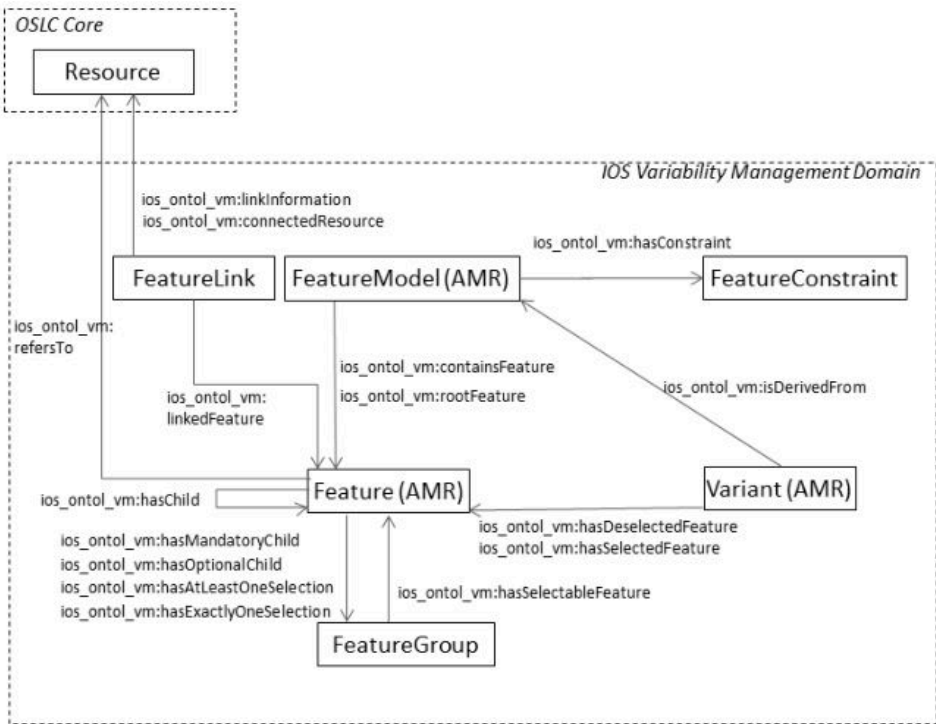 OSLC Core
Resource
IOS Variability Management Domain
ios_ontol_vm:linkInformation
ios_ontol_vm:connectedResource
ios_ontol_vm:hasConstraint
FeatureLink
FeatureModel (AMR)
FeatureConstraint
ios_ontol_vm:
refersTo
ios_ontol_vm:containsFeature
ios_ontol_vm:rootFeature
ios_ontol_vm:isDerivedFrom
ios_ontol_vm:
linkedFeature
Feature (AMR)
Variant (AMR)
ios_ontol_vm:hasChild
ios_ontol_vm:hasDeselectedFeature
ios_ontol_vm:hasSelectedFeature
ios_ontol_vm:hasMandatoryChild
ios_ontol_vm:hasOptionalChild
ios_ontol_vm:hasAtLeastOneSelection
ios_ontol_vm:hasExactlyOneSelection
ios_ontol_vm:hasSelectableFeature
FeatureGroup